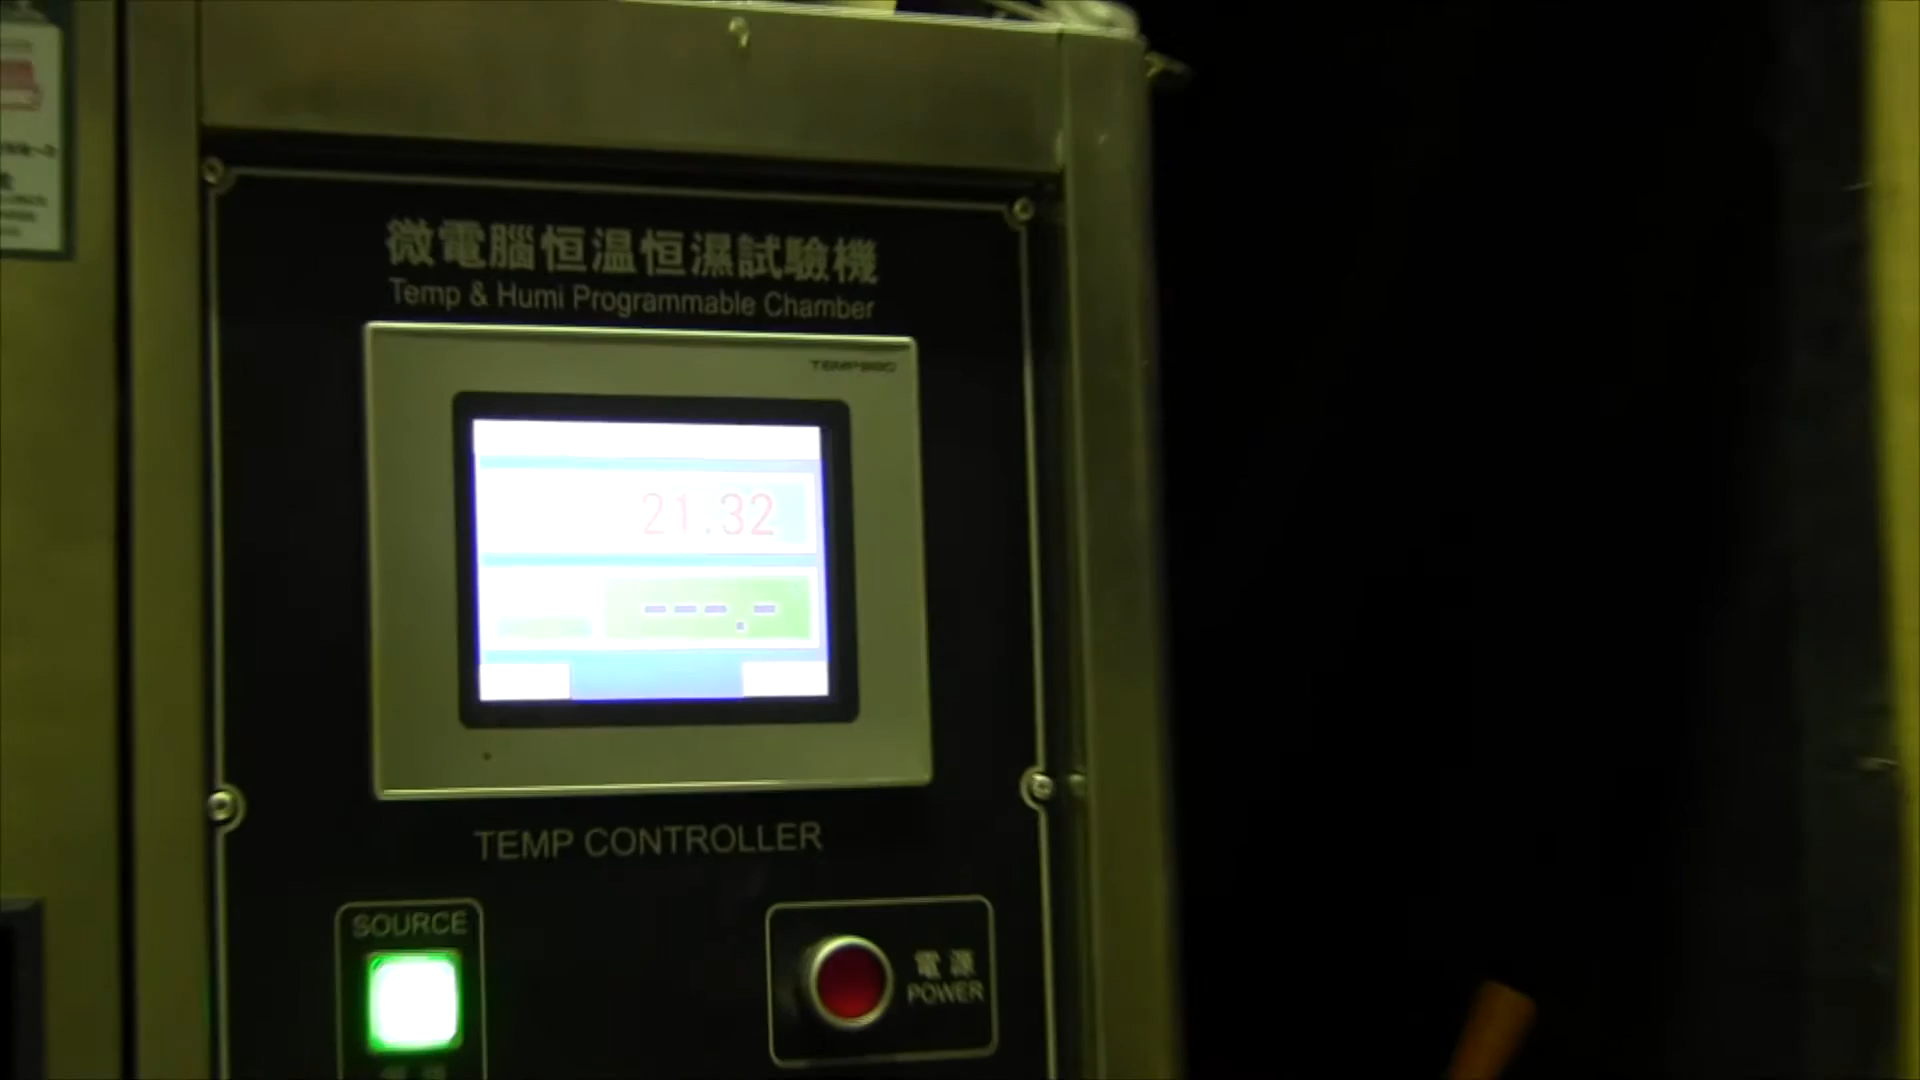 微電腦恒温恒濕試驗機
Temp & Humi Programmable Chamber
21.32
---.-
TEMP CONTROLLER
SOURCE
電源
POWER